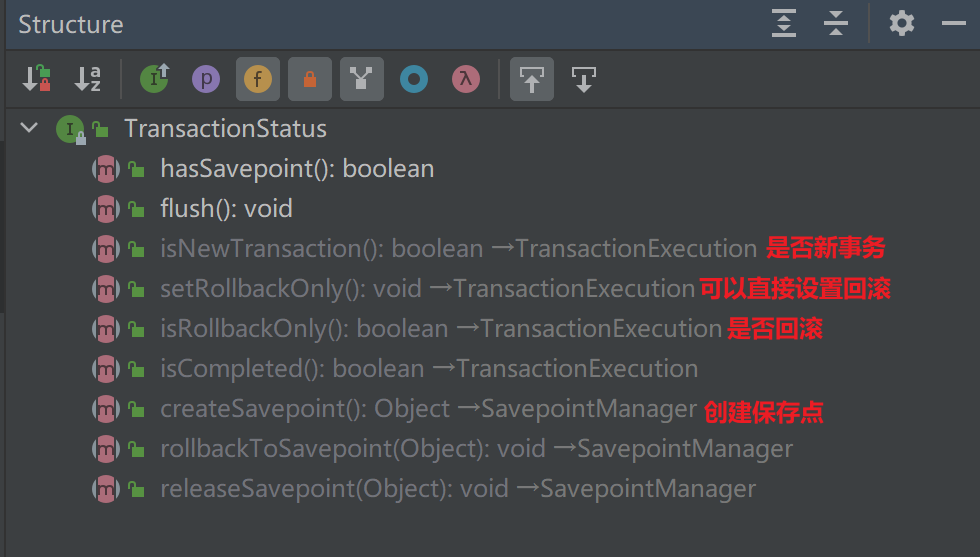 Structure
TransactionStatus
hasSavepoint(): boolean
flush(): void
isNewTransaction(): boolean →TransactionExecution 是否新事务
setRollbackOnly(): void →TransactionExecution 可以直接设置回滚
isRollbackOnly(): boolean →TransactionExecution 是否回滚
isCompleted(): boolean →TransactionExecution
createSavepoint(): Object →SavepointManager 创建保存点
rollbackToSavepoint(Object): void →SavepointManager
releaseSavepoint(Object): void →SavepointManager